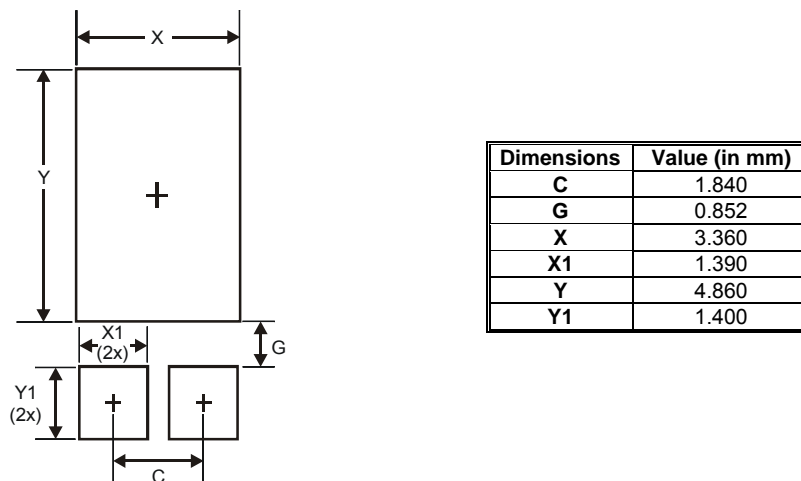 X
Y
X1
(2x)
G
Y1
(2x)
C
Dimensions Value (in mm)
C 1.840
G 0.852
X 3.360
X1 1.390
Y 4.860
Y1 1.400